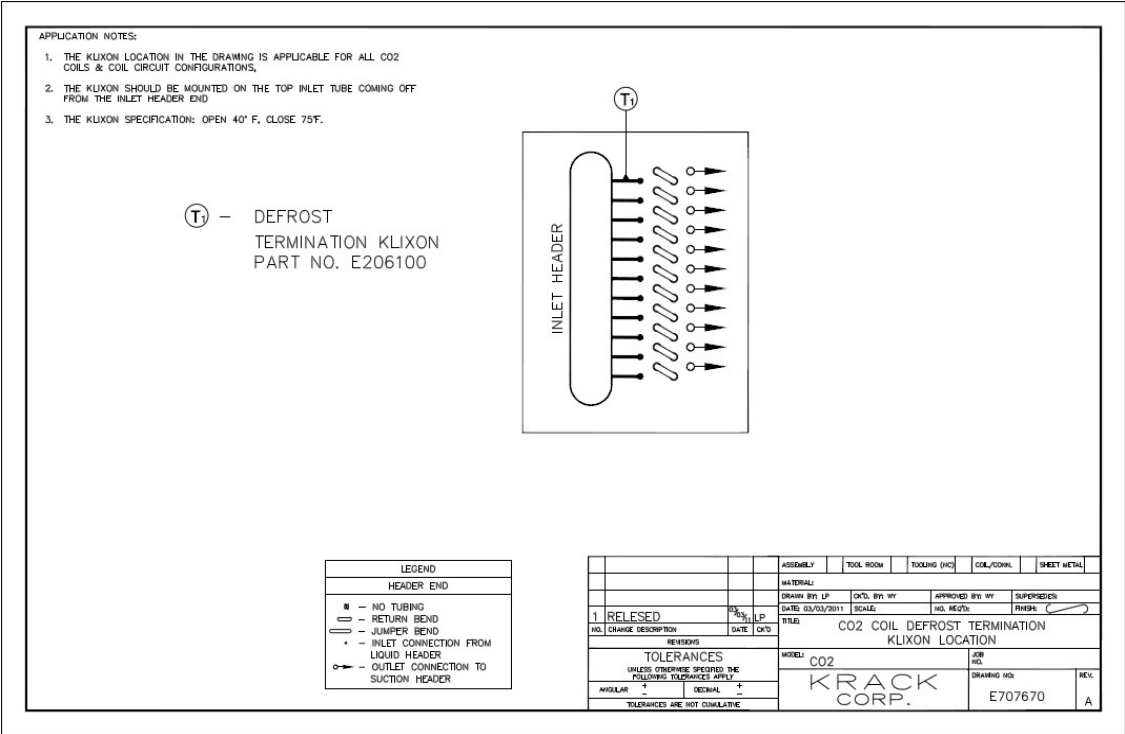 APPLICATION NOTES:
1. THE KLIXON LOCATION IN THE DRAWING IS APPLICABLE FOR ALL CO2
COILS & COIL CIRCUIT CONFIGURATIONS,
2. THE KLIXON SHOULD BE MOUNTED ON THE TOP INLET TUBE COMING OFF
FROM THE INLET HEADER END
3. THE KLIXON SPECIFICATION: OPEN 40° F, CLOSE 75°F.
T1
T1 - DEFROST
TERMINATION KLIXON
PART NO. E206100
INLET HEADER
LEGEND
HEADER END
- NO TUBING
- RETURN BEND
- JUMPER BEND
- INLET CONNECTION FROM
LIQUID HEADER
- OUTLET CONNECTION TO
SUCTION HEADER
1 RELESED 03/03/11 LP
NO. CHANGE DESCRIPTION DATE CK'D
REVISIONS
TOLERANCES
UNLESS OTHERWISE SPECIFIED THE
FOLLOWING TOLERANCES APPLY
ANGULAR + - DECIMAL + -
TOLERANCES ARE NOT CUMULATIVE
ASSEMBLY TOOL ROOM TOOLING (NC) COIL/CONN. SHEET METAL
MATERIAL:
DRAWN BY: LP CK'D. BY: WY APPROVED BY: WY SUPERSEDES:
DATE: 03/03/2011 SCALE: NO. REQ'D: FINISH:
TITLE: CO2 COIL DEFROST TERMINATION
KLIXON LOCATION
MODEL: CO2 JOB NO.
KRACK
CORP.
DRAWING NO: E707670
REV. A